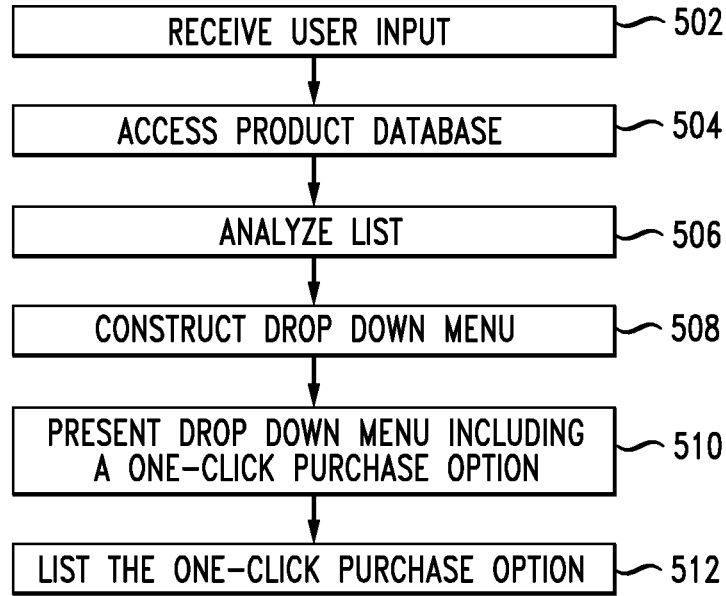 RECEIVE USER INPUT 502
ACCESS PRODUCT DATABASE 504
ANALYZE LIST 506
CONSTRUCT DROP DOWN MENU 508
PRESENT DROP DOWN MENU INCLUDING
A ONE-CLICK PURCHASE OPTION 510
LIST THE ONE-CLICK PURCHASE OPTION 512